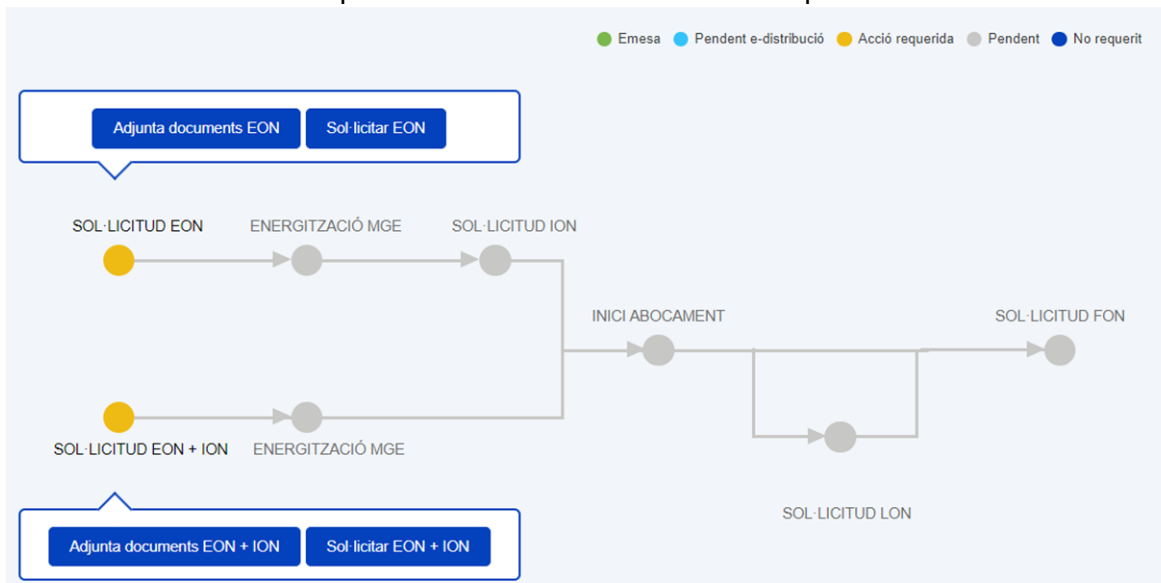 Emesa Pendent e-distribució Acció requerida Pendent No requerit
Adjunta documents EON Sol·licitar EON
SOL·LICITUD EON ENERGITZACIÓ MGE SOL·LICITUD ION
INICI ABOCAMENT SOL·LICITUD FON
SOL·LICITUD EON + ION ENERGITZACIÓ MGE
SOL·LICITUD LON
Adjunta documents EON + ION Sol·licitar EON + ION